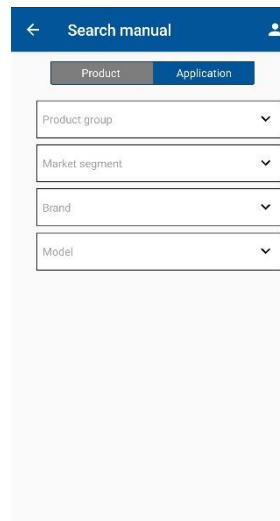 Search manual
Product Application
Product group
Market segment
Brand
Model